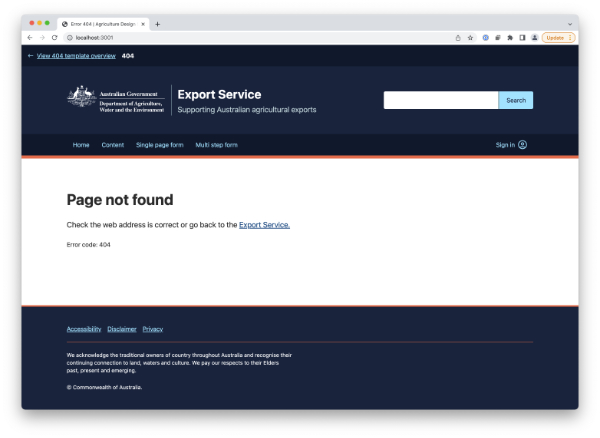 Error 404 | Agriculture Design
localhost:3001
Update
← View 404 template overview 404
Australian Government
Department of Agriculture,
Water and the Environment
Export Service
Supporting Australian agricultural exports
Search
Home Content Single page form Multi step form Sign in
Page not found
Check the web address is correct or go back to the Export Service.
Error code: 404
Accessibility Disclaimer Privacy
We acknowledge the traditional owners of country throughout Australia and recognise their
continuing connection to land, waters and culture. We pay our respects to their Elders
past, present and emerging.
© Commonwealth of Australia.